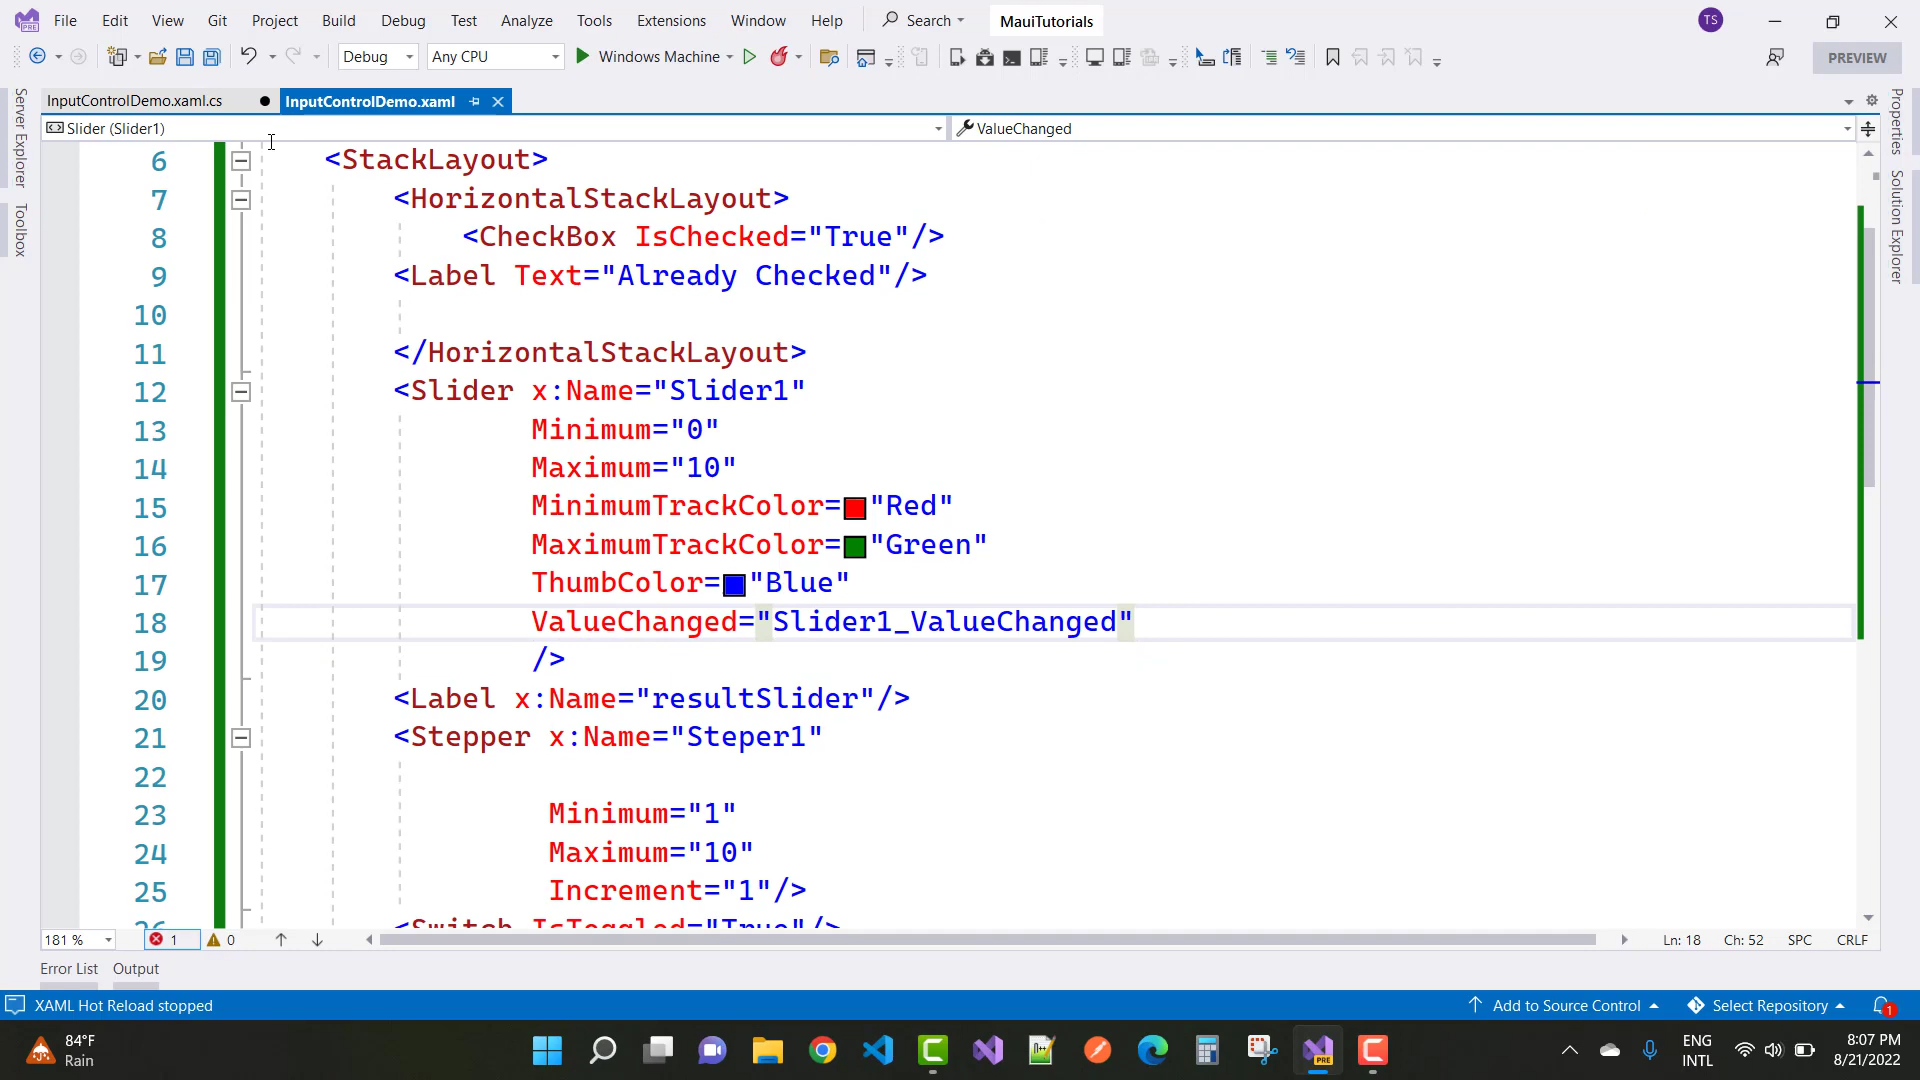 File Edit View Git Project Build Debug Test Analyze Tools Extensions Window Help Search MauiTutorials TS
Debug Any CPU Windows Machine PREVIEW
InputControlDemo.xaml.cs InputControlDemo.xaml
Slider (Slider1) ValueChanged
Server Explorer
Toolbox
Properties
Solution Explorer
6 <StackLayout>
7 <HorizontalStackLayout>
8 <CheckBox IsChecked="True"/>
9 <Label Text="Already Checked"/>
10
11 </HorizontalStackLayout>
12 <Slider x:Name="Slider1"
13 Minimum="0"
14 Maximum="10"
15 MinimumTrackColor="Red"
16 MaximumTrackColor="Green"
17 ThumbColor="Blue"
18 ValueChanged="Slider1_ValueChanged"
19 />
20 <Label x:Name="resultSlider"/>
21 <Stepper x:Name="Steper1"
22
23 Minimum="1"
24 Maximum="10"
25 Increment="1"/>
26 <Switch IsToggled="True"/>
181 % 1 0 Ln: 18 Ch: 52 SPC CRLF
Error List Output
XAML Hot Reload stopped Add to Source Control Select Repository 1
84°F
Rain
PRE
ENG
INTL
8:07 PM
8/21/2022